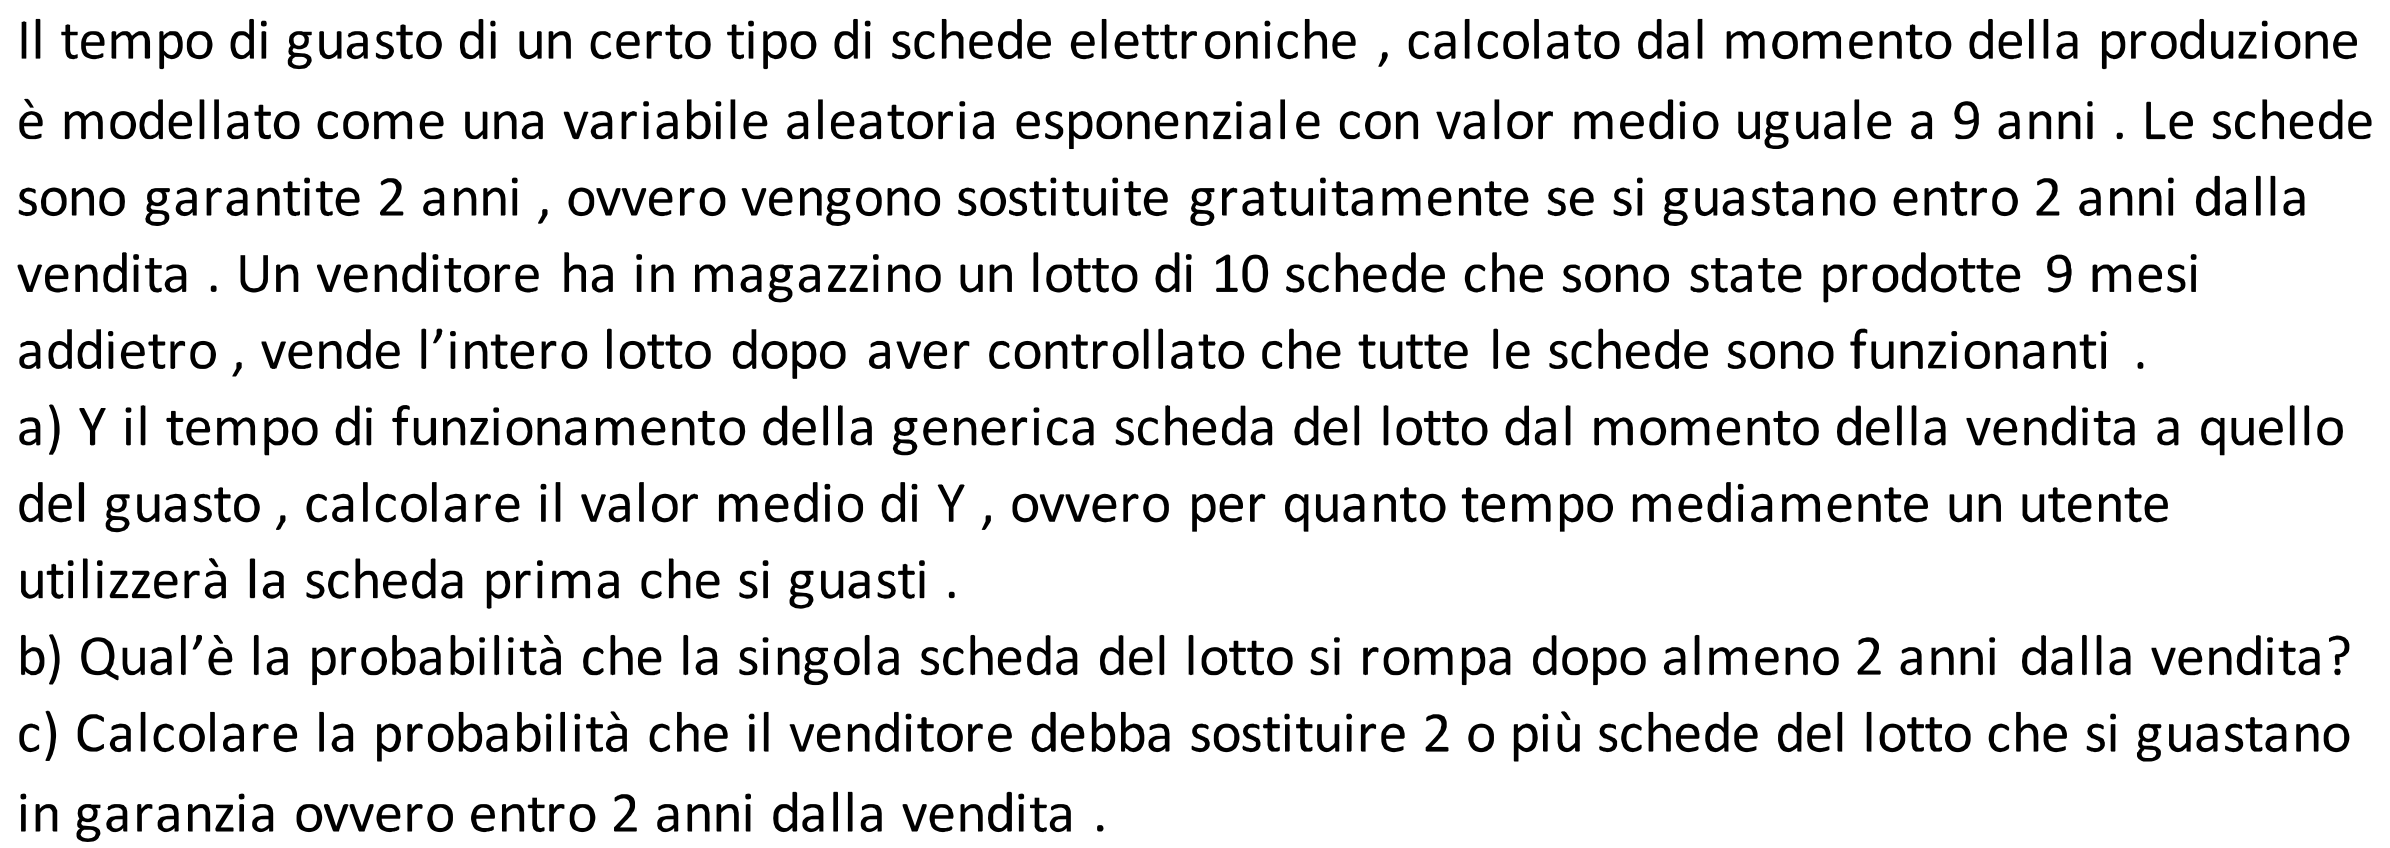 Il tempo di guasto di un certo tipo di schede elettroniche , calcolato dal momento della produzione
è modellato come una variabile aleatoria esponenziale con valor medio uguale a 9 anni . Le schede
sono garantite 2 anni , ovvero vengono sostituite gratuitamente se si guastano entro 2 anni dalla
vendita . Un venditore ha in magazzino un lotto di 10 schede che sono state prodotte 9 mesi
addietro , vende l’intero lotto dopo aver controllato che tutte le schede sono funzionanti .
a) Y il tempo di funzionamento della generica scheda del lotto dal momento della vendita a quello
del guasto , calcolare il valor medio di Y , ovvero per quanto tempo mediamente un utente
utilizzerà la scheda prima che si guasti .
b) Qual’è la probabilità che la singola scheda del lotto si rompa dopo almeno 2 anni dalla vendita?
c) Calcolare la probabilità che il venditore debba sostituire 2 o più schede del lotto che si guastano
in garanzia ovvero entro 2 anni dalla vendita .